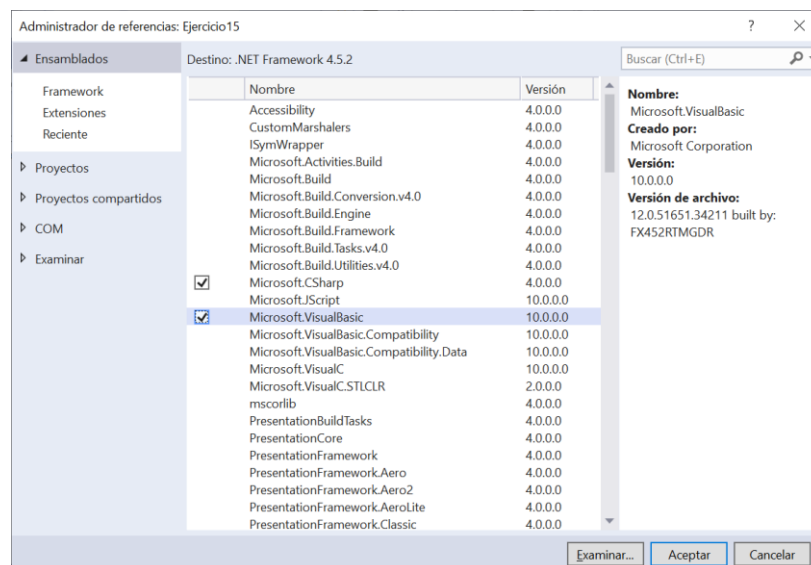 Administrador de referencias: Ejercicio15
?
Ensamblados
Framework
Extensiones
Reciente
Proyectos
Proyectos compartidos
COM
Examinar
Destino: .NET Framework 4.5.2
Nombre Versión
Accessibility 4.0.0.0
CustomMarshalers 4.0.0.0
ISymWrapper 4.0.0.0
Microsoft.Activities.Build 4.0.0.0
Microsoft.Build 4.0.0.0
Microsoft.Build.Conversion.v4.0 4.0.0.0
Microsoft.Build.Engine 4.0.0.0
Microsoft.Build.Framework 4.0.0.0
Microsoft.Build.Tasks.v4.0 4.0.0.0
Microsoft.Build.Utilities.v4.0 4.0.0.0
Microsoft.CSharp 4.0.0.0
Microsoft.JScript 10.0.0.0
Microsoft.VisualBasic 10.0.0.0
Microsoft.VisualBasic.Compatibility 10.0.0.0
Microsoft.VisualBasic.Compatibility.Data 10.0.0.0
Microsoft.VisualC 10.0.0.0
Microsoft.VisualC.STLCLR 2.0.0.0
mscorlib 4.0.0.0
PresentationBuildTasks 4.0.0.0
PresentationCore 4.0.0.0
PresentationFramework 4.0.0.0
PresentationFramework.Aero 4.0.0.0
PresentationFramework.Aero2 4.0.0.0
PresentationFramework.AeroLite 4.0.0.0
PresentationFramework.Classic 4.0.0.0
Buscar (Ctrl+E)
Nombre:
Microsoft.VisualBasic
Creado por:
Microsoft Corporation
Versión:
10.0.0.0
Versión de archivo:
12.0.51651.34211 built by:
FX452RTMGDR
Examinar... Aceptar Cancelar